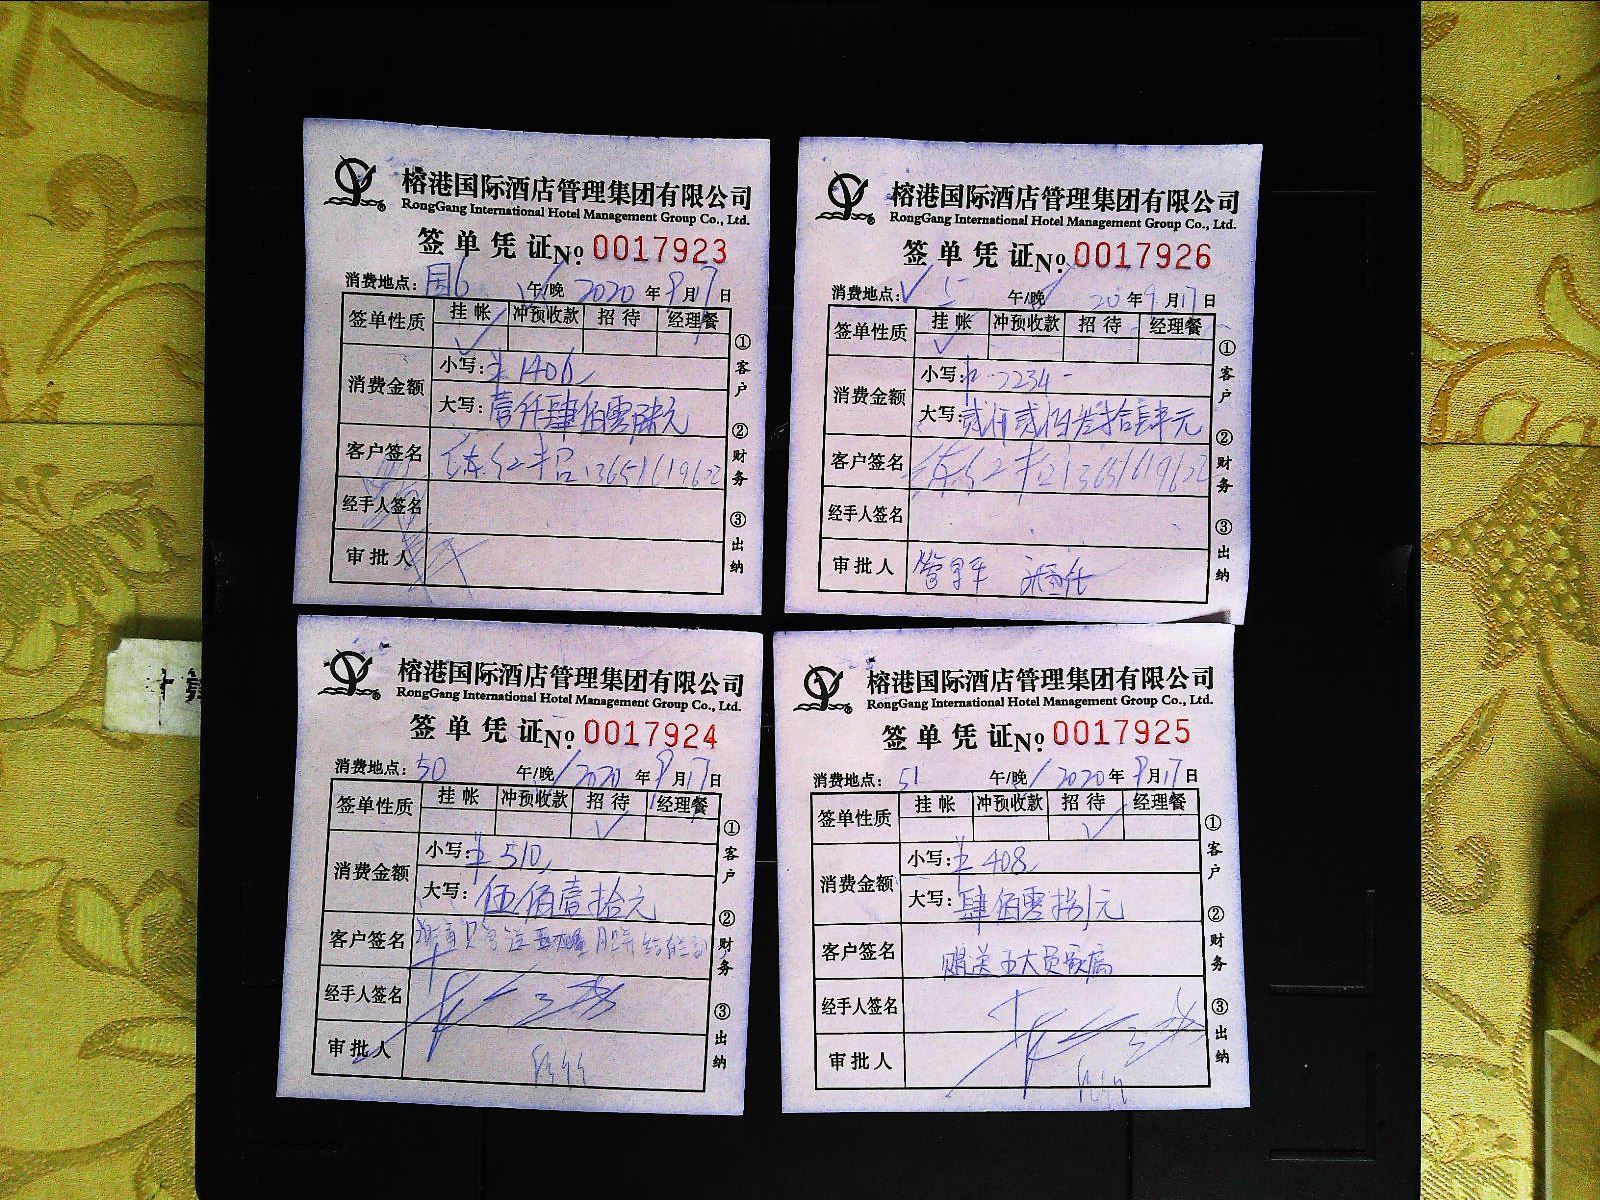 榕港国际酒店管理集团有限公司
RongGang International Hotel Management Group Co., Ltd.
签单凭证 No. 0017923
消费地点: 午/晚 2020 年 9 月 17 日
签单性质 挂帐 冲预收款 招待 经理餐
消费金额 小写: 1406
大写: 壹仟肆佰零陆元
客户签名 13651619622
经手人签名
审批人
①客户 ②财务 ③出纳
榕港国际酒店管理集团有限公司
RongGang International Hotel Management Group Co., Ltd.
签单凭证 No. 0017926
消费地点: 午/晚 20 年 9 月 17 日
签单性质 挂帐 冲预收款 招待 经理餐
消费金额 小写: 2234
大写: 贰仟贰佰叁拾肆元
客户签名 13651619622
经手人签名
审批人
①客户 ②财务 ③出纳
榕港国际酒店管理集团有限公司
RongGang International Hotel Management Group Co., Ltd.
签单凭证 No. 0017924
消费地点: 50 午/晚 2020 年 9 月 17 日
签单性质 挂帐 冲预收款 招待 经理餐
消费金额 小写: 510
大写: 伍佰壹拾元
客户签名
经手人签名
审批人
①客户 ②财务 ③出纳
榕港国际酒店管理集团有限公司
RongGang International Hotel Management Group Co., Ltd.
签单凭证 No. 0017925
消费地点: 51 午/晚 2020 年 9 月 17 日
签单性质 挂帐 冲预收款 招待 经理餐
消费金额 小写: 408
大写: 肆佰零捌元
客户签名 赠送
经手人签名
审批人
①客户 ②财务 ③出纳